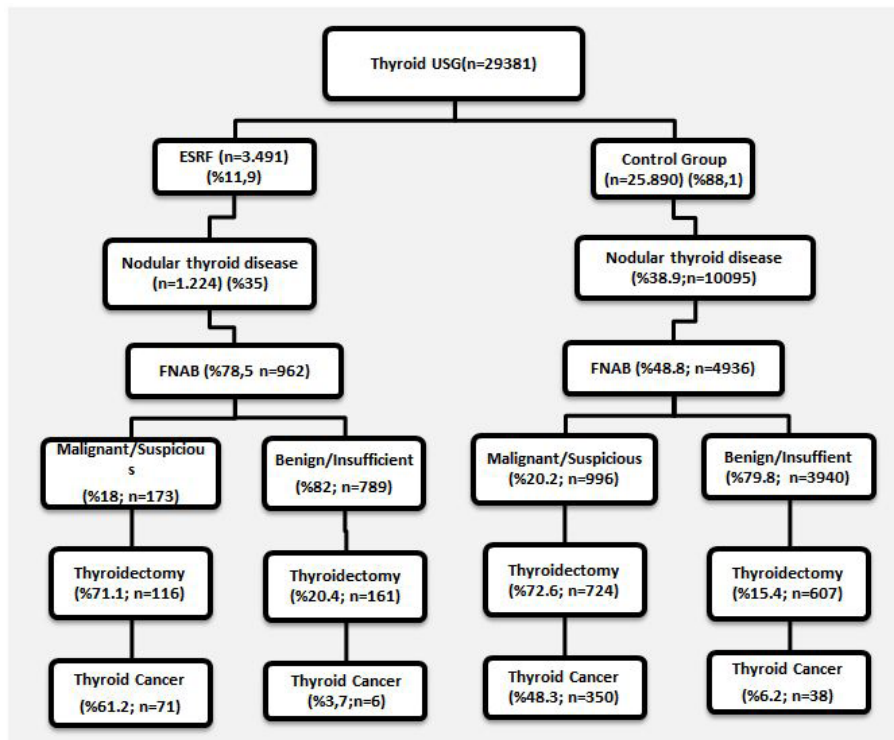 Thyroid USG(n=29381)
ESRF (n=3.491)
(%11,9)
Control Group
(n=25.890) (%88,1)
Nodular thyroid disease
(n=1.224) (%35)
Nodular thyroid disease
(%38.9;n=10095)
FNAB (%78,5 n=962)
FNAB (%48.8; n=4936)
Malignant/Suspiciou
s
(%18; n=173)
Benign/Insufficient
(%82; n=789)
Malignant/Suspicious
(%20.2; n=996)
Benign/Insuffient
(%79.8;  n=3940)
Thyroidectomy
(%71.1; n=116)
Thyroidectomy
(%20.4; n=161)
Thyroidectomy
(%72.6; n=724)
Thyroidectomy
(%15.4; n=607)
Thyroid Cancer
(%61.2; n=71)
Thyroid Cancer
(%3,7;n=6)
Thyroid Cancer
(%48.3; n=350)
Thyroid Cancer
(%6.2; n=38)